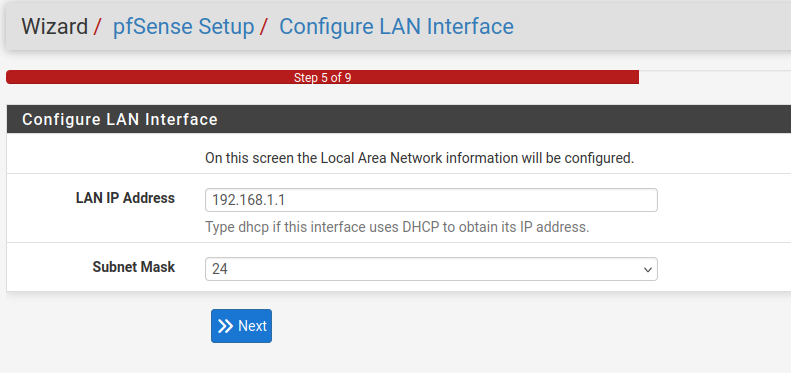 Wizard / pfSense Setup / Configure LAN Interface
Step 5 of 9
Configure LAN Interface
On this screen the Local Area Network information will be configured.
LAN IP Address 192.168.1.1
Type dhcp if this interface uses DHCP to obtain its IP address.
Subnet Mask 24
Next